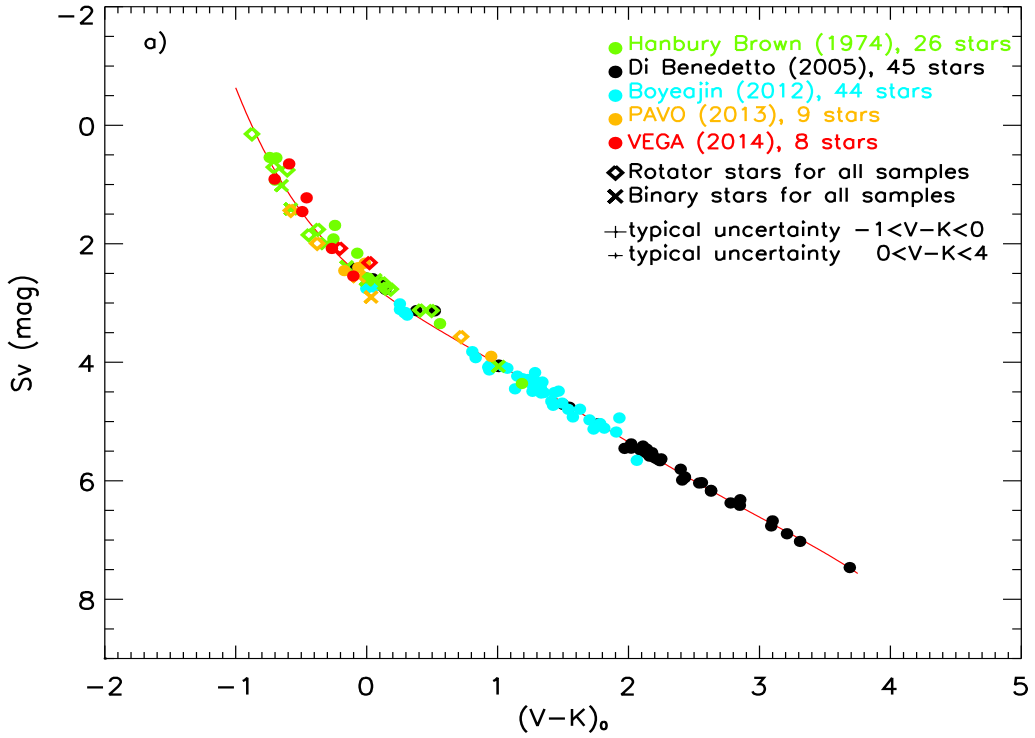 a)
Hanbury Brown (1974), 26 stars
Di Benedetto (2005), 45 stars
Boyeajin (2012), 44 stars
PAVO (2013), 9 stars
VEGA (2014), 8 stars
Rotator stars for all samples
Binary stars for all samples
typical uncertainty −1<V−K<0
typical uncertainty 0<V−K<4
Sv (mag)
−2
0
2
4
6
8
−2 −1 0 1 2 3 4 5
(V−K)₀